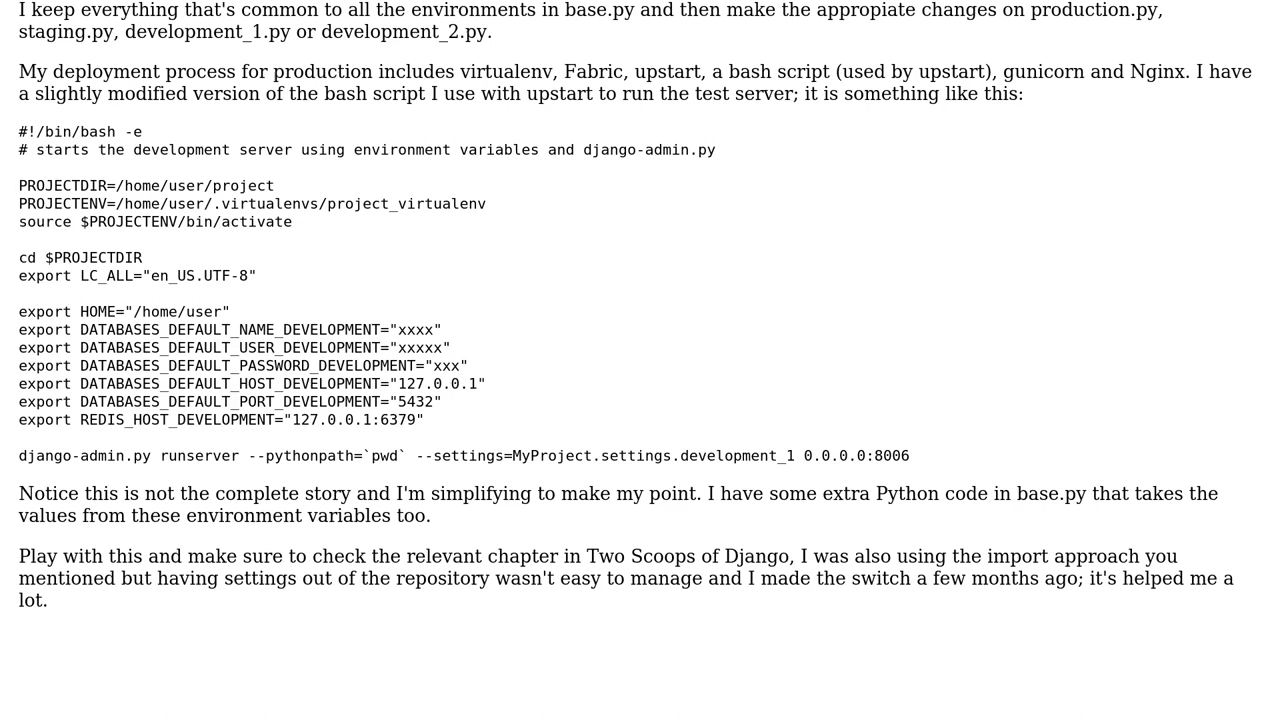 I keep everything that's common to all the environments in base.py and then make the appropiate changes on production.py,
staging.py, development_1.py or development_2.py.
My deployment process for production includes virtualenv, Fabric, upstart, a bash script (used by upstart), gunicorn and Nginx. I have
a slightly modified version of the bash script I use with upstart to run the test server; it is something like this:
#!/bin/bash -e
# starts the development server using environment variables and django-admin.py
PROJECTDIR=/home/user/project
PROJECTENV=/home/user/.virtualenvs/project_virtualenv
source $PROJECTENV/bin/activate
cd $PROJECTDIR
export LC_ALL="en_US.UTF-8"
export HOME="/home/user"
export DATABASES_DEFAULT_NAME_DEVELOPMENT="xxxx"
export DATABASES_DEFAULT_USER_DEVELOPMENT="xxxxx"
export DATABASES_DEFAULT_PASSWORD_DEVELOPMENT="xxx"
export DATABASES_DEFAULT_HOST_DEVELOPMENT="127.0.0.1"
export DATABASES_DEFAULT_PORT_DEVELOPMENT="5432"
export REDIS_HOST_DEVELOPMENT="127.0.0.1:6379"
django-admin.py runserver --pythonpath=`pwd` --settings=MyProject.settings.development_1 0.0.0.0:8006
Notice this is not the complete story and I'm simplifying to make my point. I have some extra Python code in base.py that takes the
values from these environment variables too.
Play with this and make sure to check the relevant chapter in Two Scoops of Django, I was also using the import approach you
mentioned but having settings out of the repository wasn't easy to manage and I made the switch a few months ago; it's helped me a
lot.